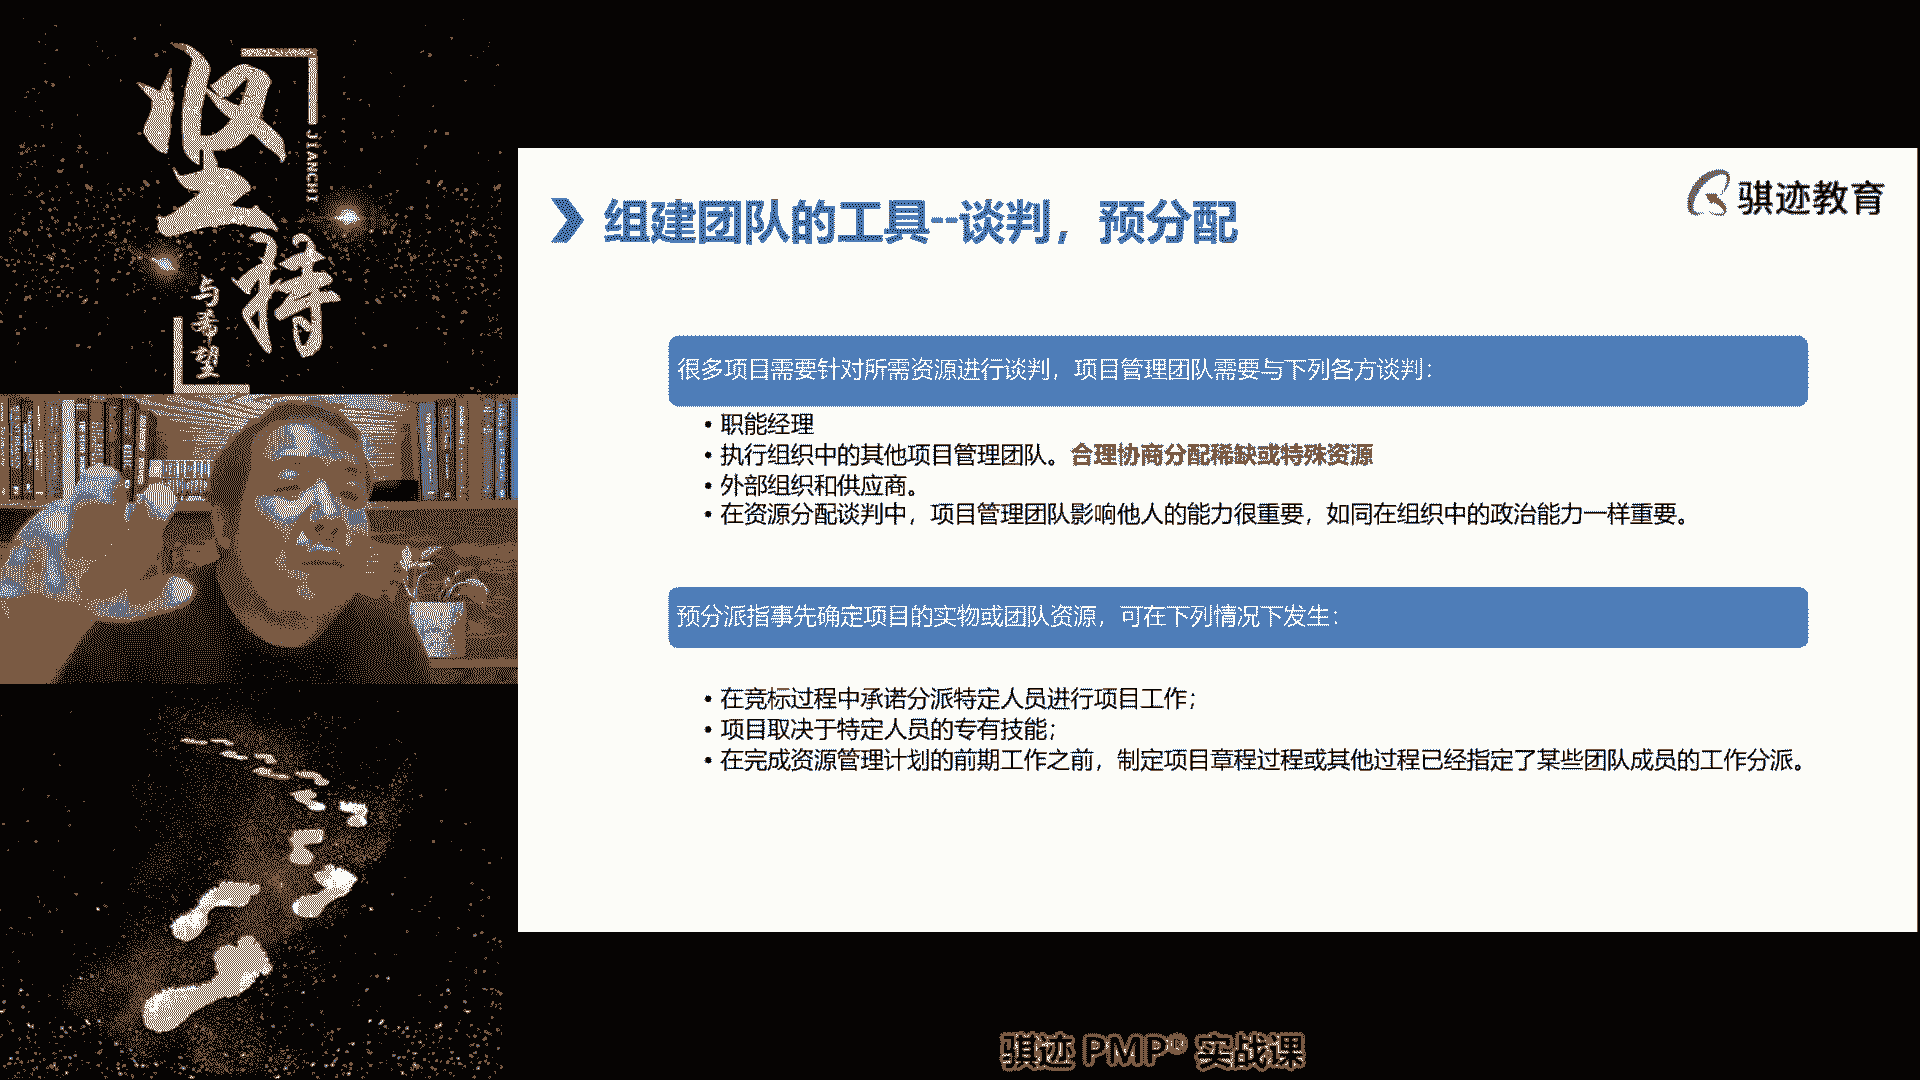 坚持
JIANCHI
与希望
骐迹教育
组建团队的工具--谈判，预分配
很多项目需要针对所需资源进行谈判，项目管理团队需要与下列各方谈判：
• 职能经理
• 执行组织中的其他项目管理团队。合理协商分配稀缺或特殊资源
• 外部组织和供应商。
• 在资源分配谈判中，项目管理团队影响他人的能力很重要，如同在组织中的政治能力一样重要。
预分派指事先确定项目的实物或团队资源，可在下列情况下发生：
• 在竞标过程中承诺分派特定人员进行项目工作；
• 项目取决于特定人员的专有技能；
• 在完成资源管理计划的前期工作之前，制定项目章程过程或其他过程已经指定了某些团队成员的工作分派。
骐迹 PMP® 实战课